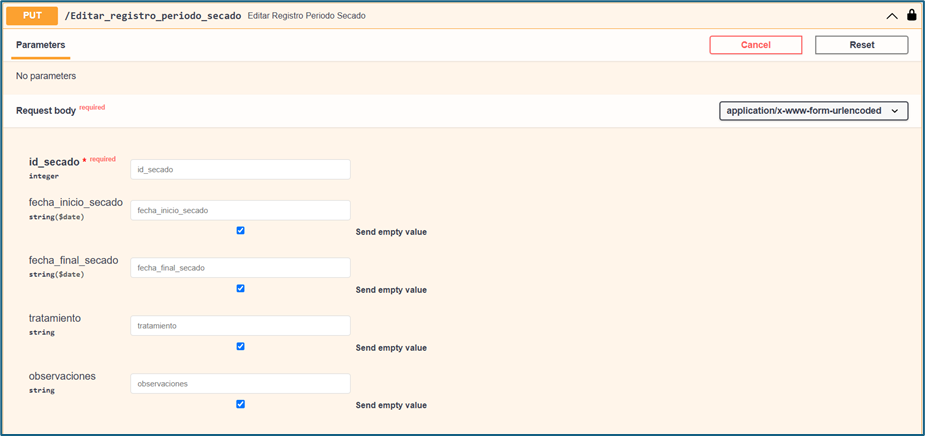 PUT /Editar_registro_periodo_secado Editar Registro Periodo Secado
Parameters Cancel Reset
No parameters
Request body required application/x-www-form-urlencoded
id_secado * required id_secado
integer
fecha_inicio_secado fecha_inicio_secado
string($date)
Send empty value
fecha_final_secado fecha_final_secado
string($date)
Send empty value
tratamiento tratamiento
string
Send empty value
observaciones observaciones
string
Send empty value